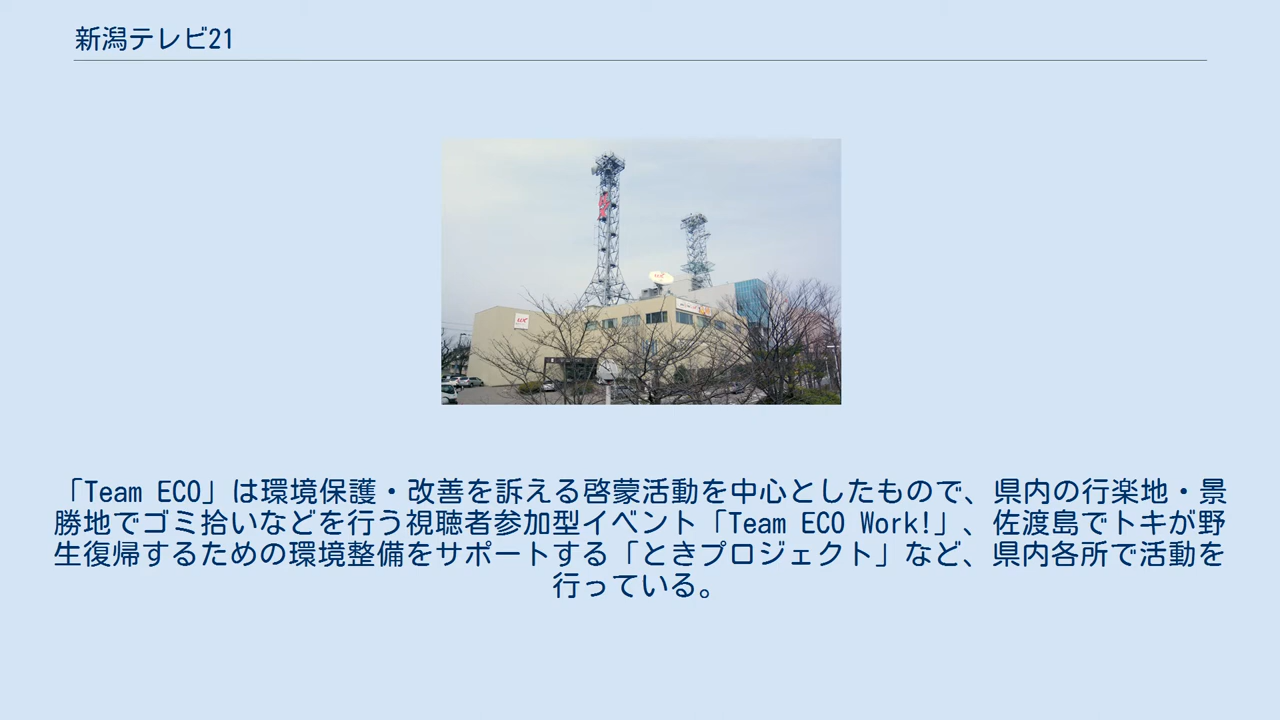 新潟テレビ21
「Team ECO」は環境保護・改善を訴える啓蒙活動を中心としたもので、県内の行楽地・景
勝地でゴミ拾いなどを行う視聴者参加型イベント「Team ECO Work!」、佐渡島でトキが野
生復帰するための環境整備をサポートする「ときプロジェクト」など、県内各所で活動を
行っている。